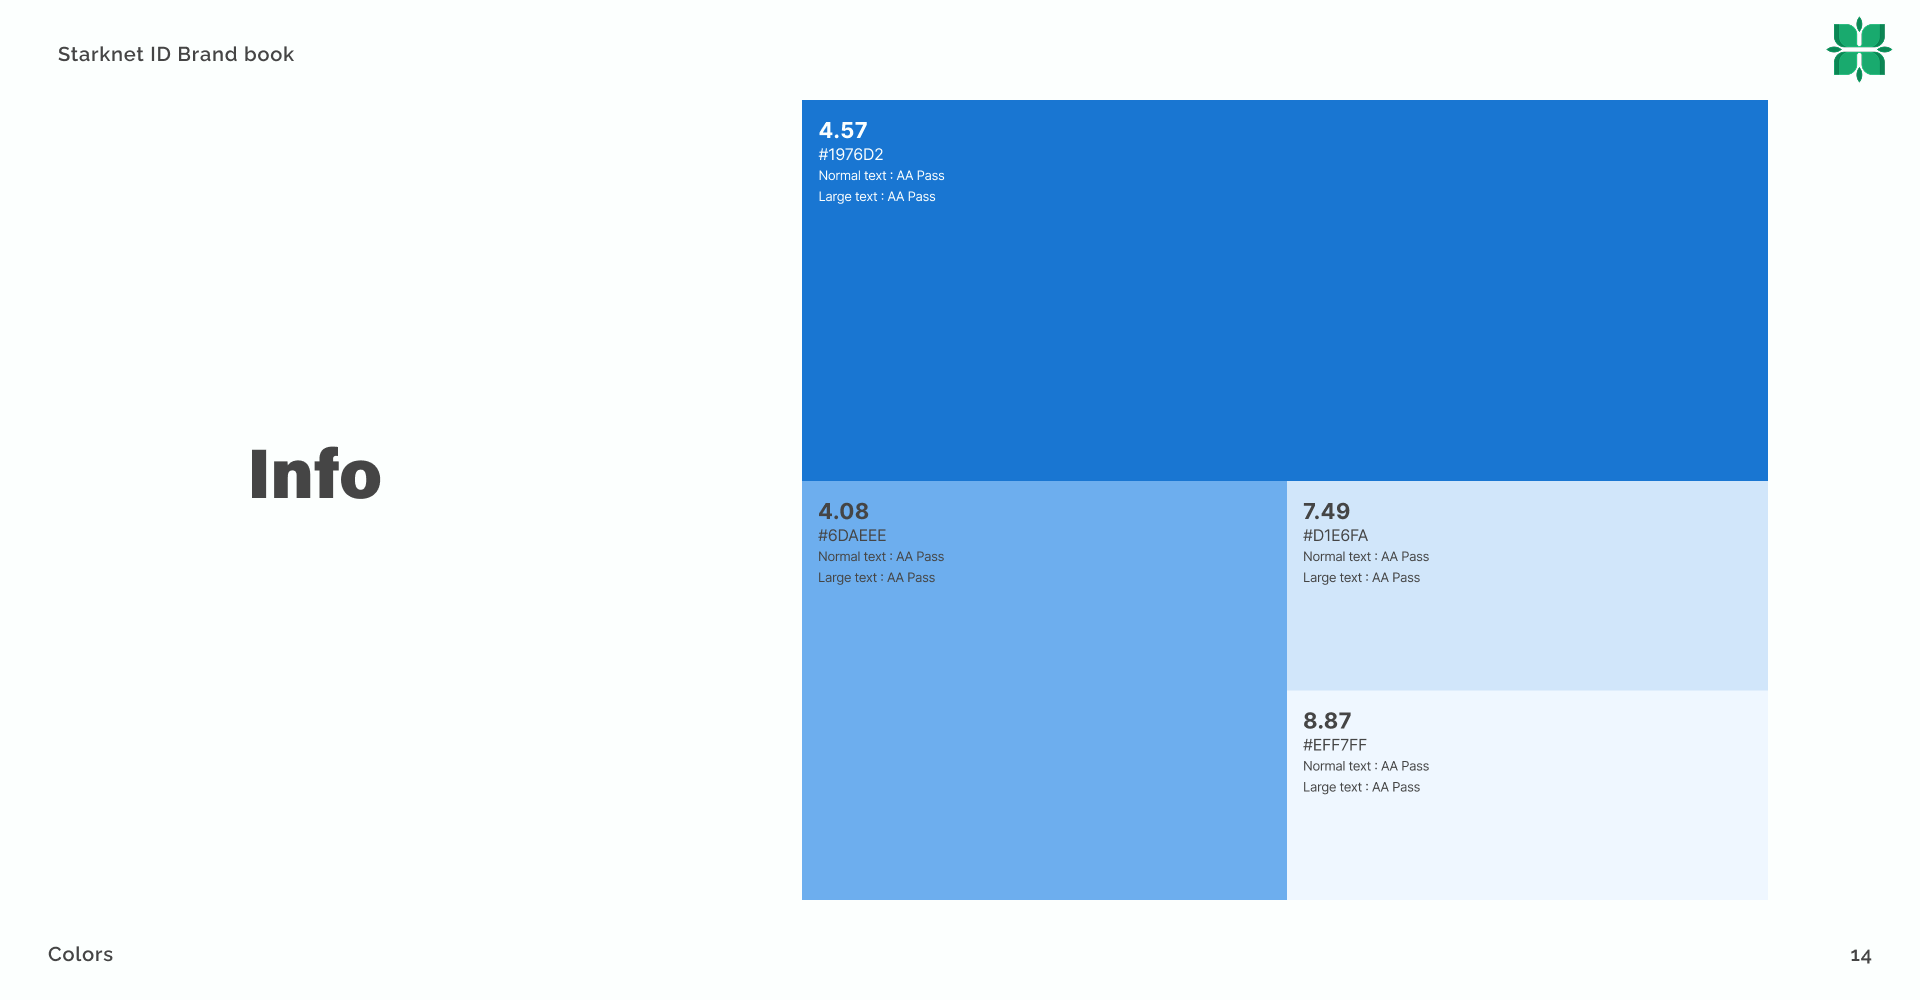 Starknet ID Brand book
Info
4.57
#1976D2
Normal text : AA Pass
Large text : AA Pass
4.08
#6DAEEE
Normal text : AA Pass
Large text : AA Pass
7.49
#D1E6FA
Normal text : AA Pass
Large text : AA Pass
8.87
#EFF7FF
Normal text : AA Pass
Large text : AA Pass
Colors
14